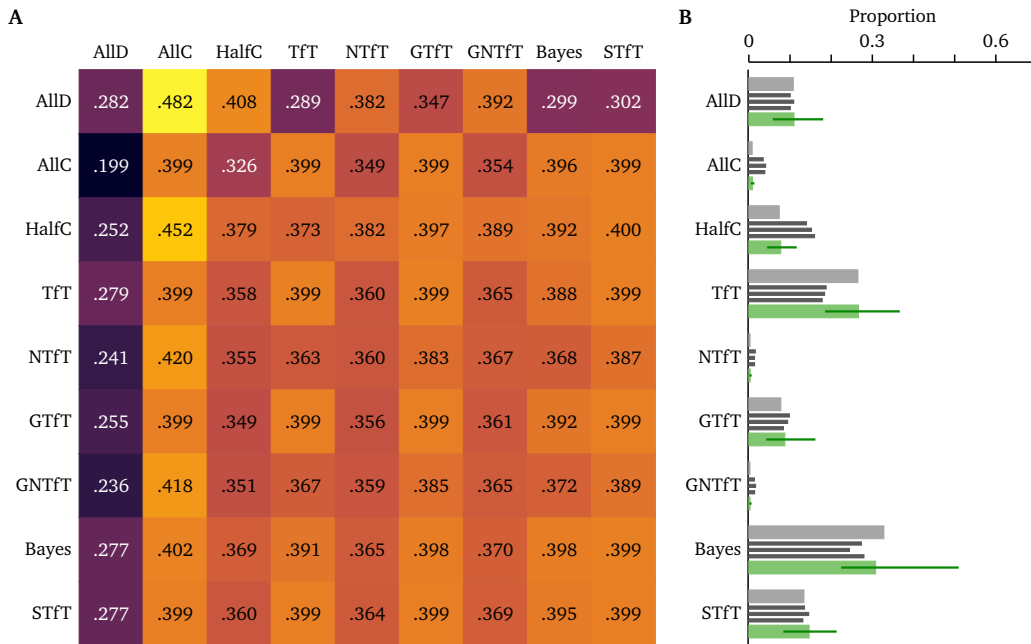 A
AllD AllC HalfC TfT NTfT GTfT GNTfT Bayes STfT
AllD .282 .482 .408 .289 .382 .347 .392 .299 .302
AllC .199 .399 .326 .399 .349 .399 .354 .396 .399
HalfC .252 .452 .379 .373 .382 .397 .389 .392 .400
TfT .279 .399 .358 .399 .360 .399 .365 .388 .399
NTfT .241 .420 .355 .363 .360 .383 .367 .368 .387
GTfT .255 .399 .349 .399 .356 .399 .361 .392 .399
GNTfT .236 .418 .351 .367 .359 .385 .365 .372 .389
Bayes .277 .402 .369 .391 .365 .398 .370 .398 .399
STfT .277 .399 .360 .399 .364 .399 .369 .395 .399
B
Proportion
0 0.3 0.6
AllD
AllC
HalfC
TfT
NTfT
GTfT
GNTfT
Bayes
STfT